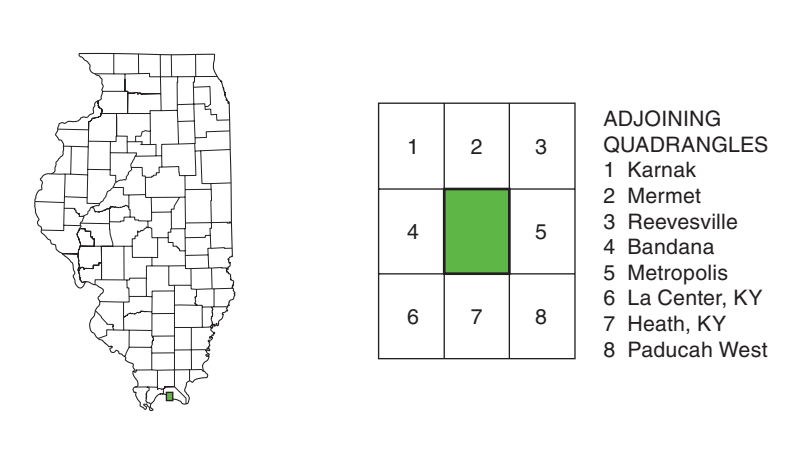 1 2 3
4 5
6 7 8
ADJOINING
QUADRANGLES
1 Karnak
2 Mermet
3 Reevesville
4 Bandana
5 Metropolis
6 La Center, KY
7 Heath, KY
8 Paducah West